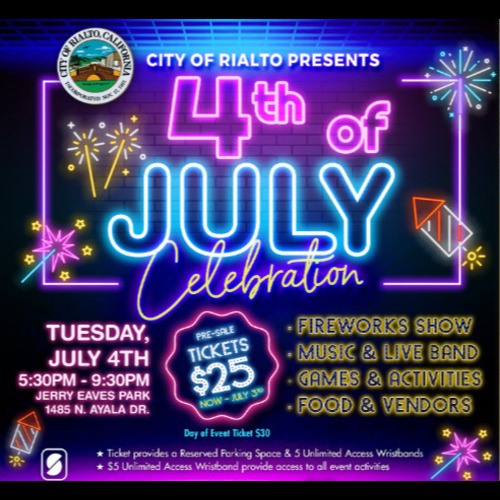 CITY OF RIALTO, CALIFORNIA
CITY OF RIALTO PRESENTS
4th of
JULY
Celebration
TUESDAY,
JULY 4TH
5:30PM - 9:30PM
JERRY EAVES PARK
1485 N. AYALA DR.
PRE-SALE
TICKETS
$25
NOW - JULY 3RD
• FIREWORKS SHOW
• MUSIC & LIVE BAND
• GAMES & ACTIVITIES
• FOOD & VENDORS
Day of Event Ticket $30
★ Ticket provides a Reserved Parking Space & 5 Unlimited Access Wristbands
★ $5 Unlimited Access Wristband provide access to all event activities